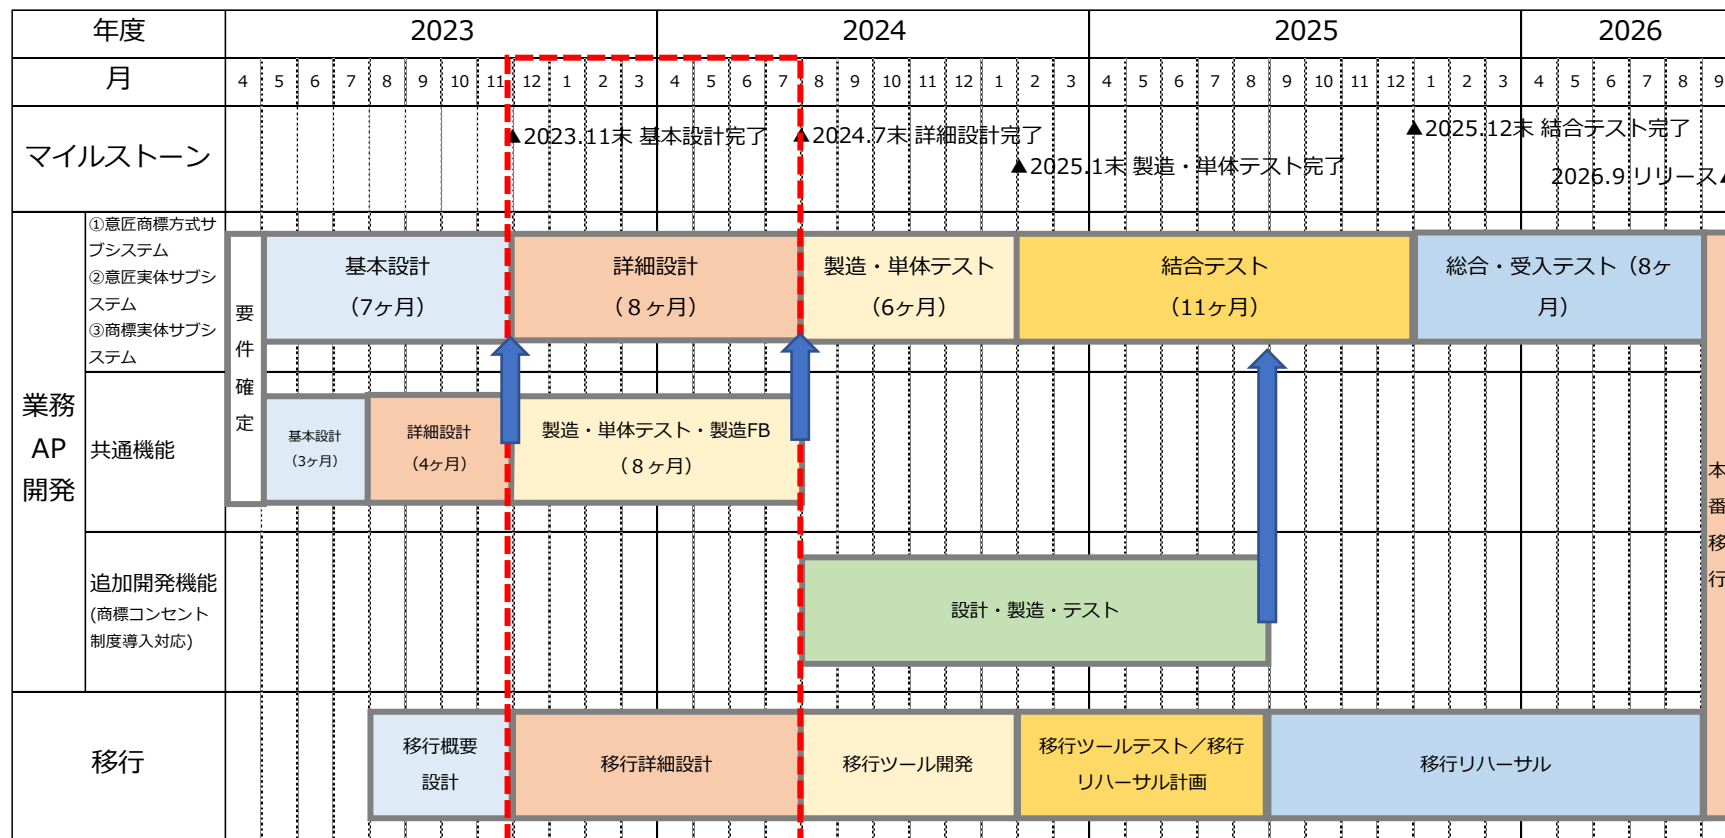 年度 2023 2024 2025 2026
月 4 5 6 7 8 9 10 11 12 1 2 3 4 5 6 7 8 9 10 11 12 1 2 3 4 5 6 7 8 9 10 11 12 1 2 3 4 5 6 7 8 9
マイルストーン
▲2023.11末 基本設計完了
▲2024.7末 詳細設計完了
▲2025.1末 製造・単体テスト完了
▲2025.12末 結合テスト完了
2026.9 リリース▲
業務
AP
開発
①意匠商標方式サ
ブシステム
②意匠実体サブシ
ステム
③商標実体サブシ
ステム
要
件
確
定
基本設計
（7ヶ月）
詳細設計
（８ヶ月）
製造・単体テスト
（6ヶ月）
結合テスト
（11ヶ月）
総合・受入テスト（8ヶ
月）
共通機能
基本設計
（3ヶ月）
詳細設計
（4ヶ月）
製造・単体テスト・製造FB
（８ヶ月）
追加開発機能
(商標コンセント
制度導入対応)
設計・製造・テスト
本
番
移
行
移行
移行概要
設計
移行詳細設計
移行ツール開発
移行ツールテスト／移行
リハーサル計画
移行リハーサル